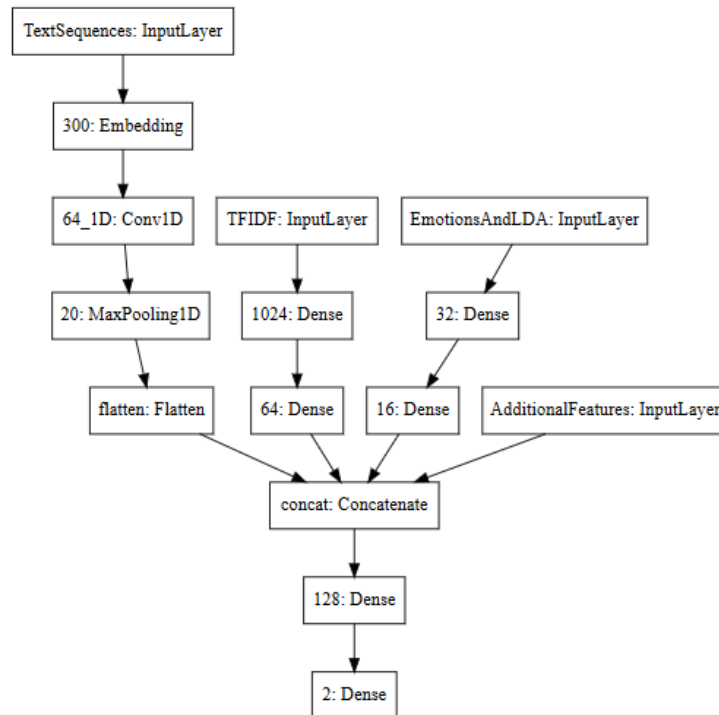 TextSequences: InputLayer
300: Embedding
64_1D: Conv1D
TFIDF: InputLayer
EmotionsAndLDA: InputLayer
20: MaxPooling1D
1024: Dense
32: Dense
flatten: Flatten
64: Dense
16: Dense
AdditionalFeatures: InputLayer
concat: Concatenate
128: Dense
2: Dense